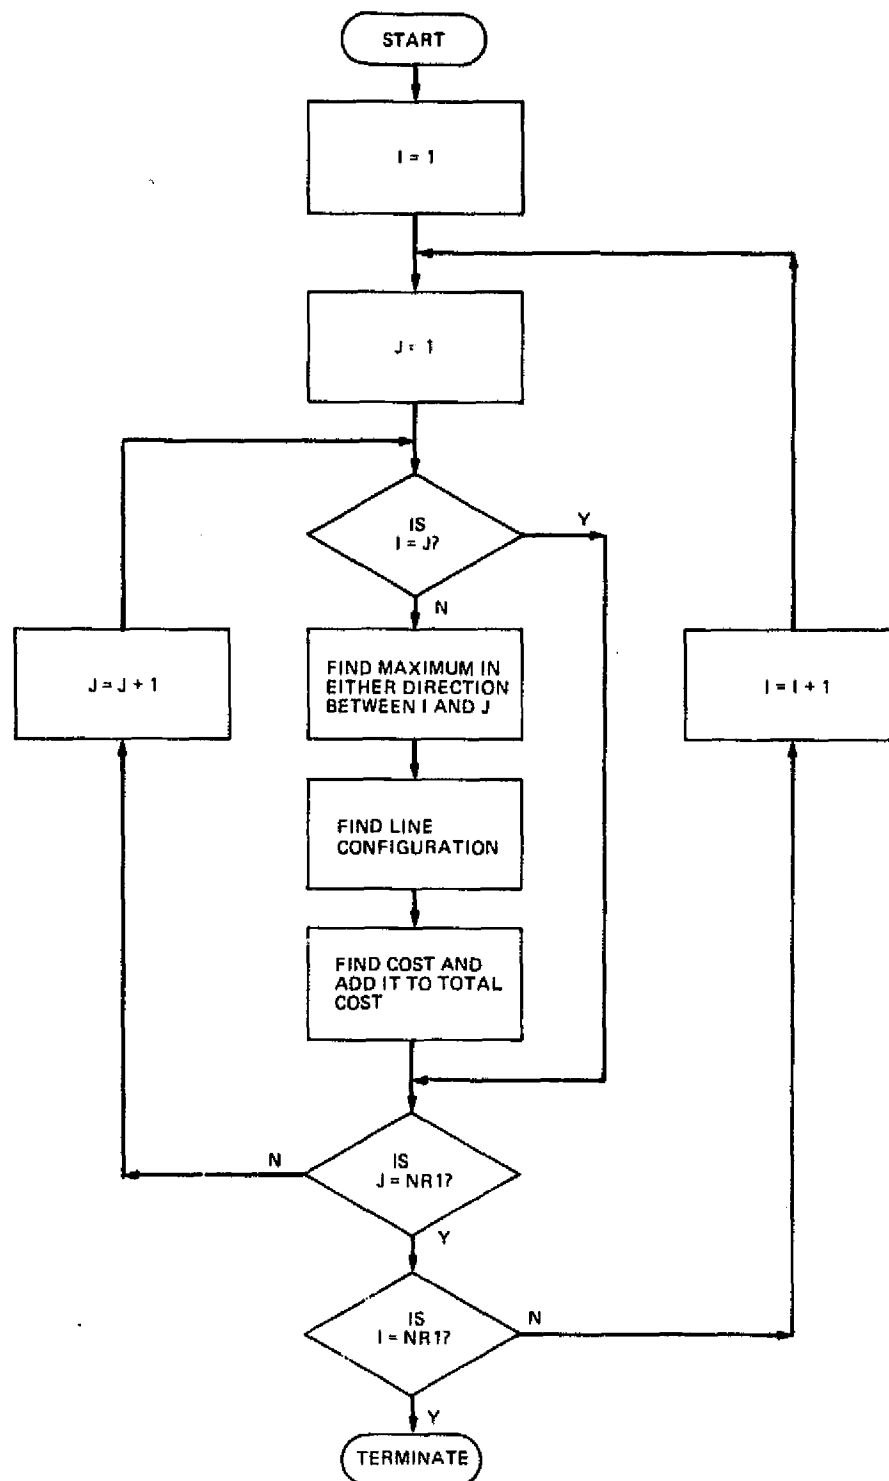 START
I = 1
J = 1
IS
I = J?
Y
N
J = J + 1
FIND MAXIMUM IN
EITHER DIRECTION
BETWEEN I AND J
I = I + 1
FIND LINE
CONFIGURATION
FIND COST AND
ADD IT TO TOTAL
COST
N
IS
J = NR1?
Y
IS
I = NR1?
N
Y
TERMINATE